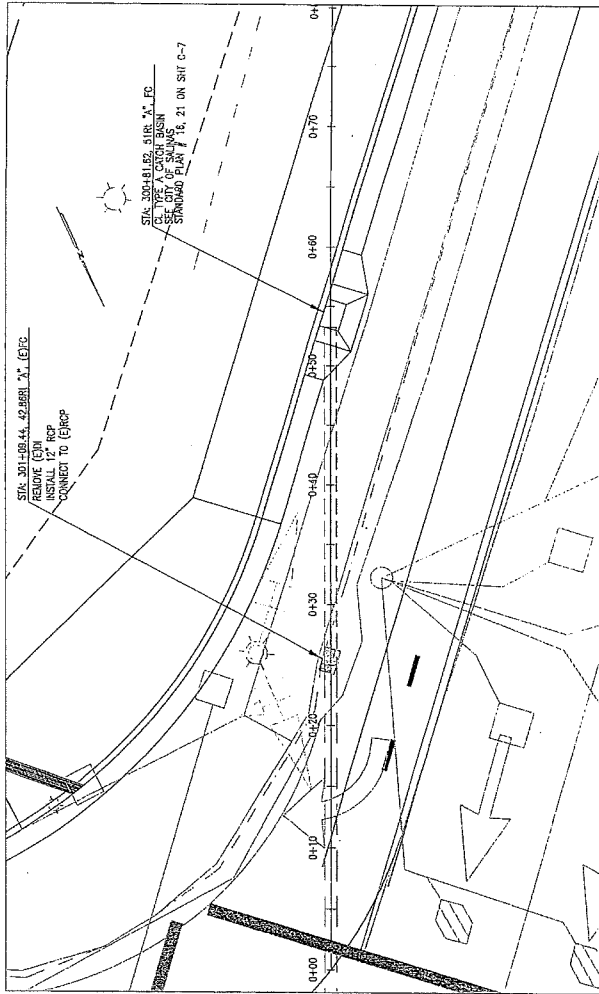 STA: 301+09.44, 42.86Rt "A", (E)FC
REMOVE (E)DI
INSTALL 12" RCP
CONNECT TO (E)RCP
STA: 300+81.62, 51Rt "A", FC
CL TYPE A CATCH BASIN
SEE CITY OF SALINAS
STANDARD PLAN # 16, 21 ON SHT C-7
0+00
0+10
0+20
0+30
0+40
0+50
0+60
0+70